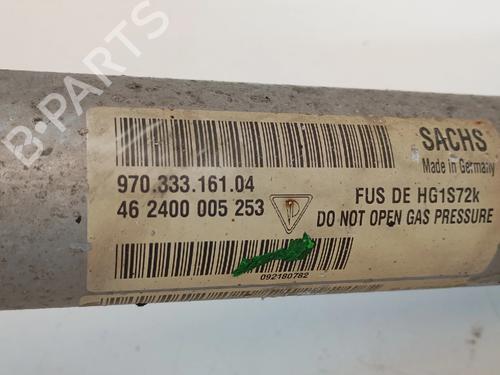 B-PARTS
SACHS
Made in Germany
970.333.161.04
46 2400 005 253
FUS DE HG1S72k
DO NOT OPEN GAS PRESSURE
092180782